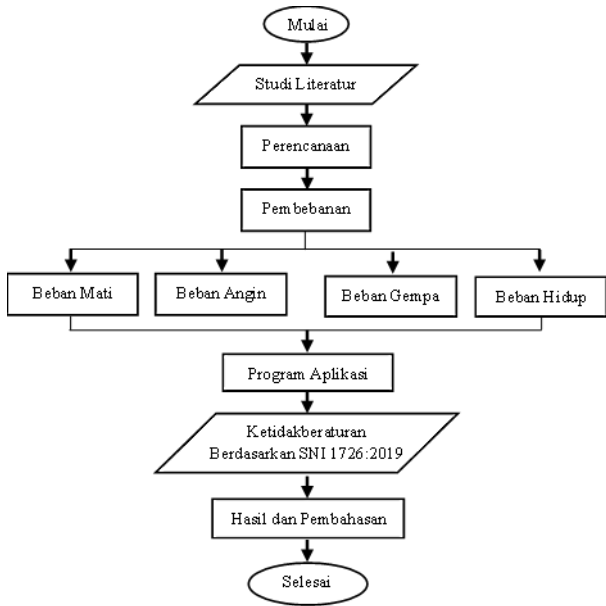 Mulai
Studi Literatur
Perencanaan
Pembebanan
Beban Mati
Beban Angin
Beban Gempa
Beban Hidup
Program Aplikasi
Ketidakberaturan
Berdasarkan SNI 1726:2019
Hasil dan Pembahasan
Selesai